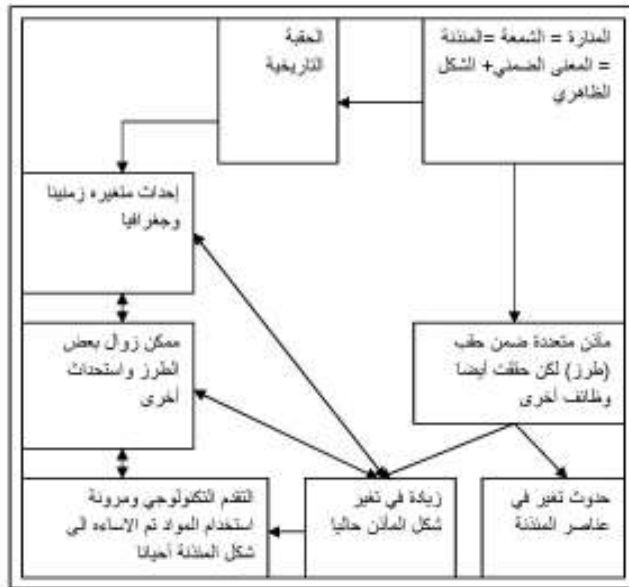 المنارة = الشمعة =المئذنة
= المعنى الضمني+ الشكل
الظاهري
الحقبة
التاريخية
إحداث متغيره زمنينا
وجغرافيا
ممكن زوال بعض
الطرز واستحداث
أخرى
مآذن متعددة ضمن حقب
(طرز) لكن حققت أيضا
وظائف أخرى
حدوث تغير في
عناصر المئذنة
زيادة في تغير
شكل المآذن حاليا
التقدم التكنولوجي ومرونة
استخدام المواد تم الاساءه الى
شكل المئذنة أحيانا